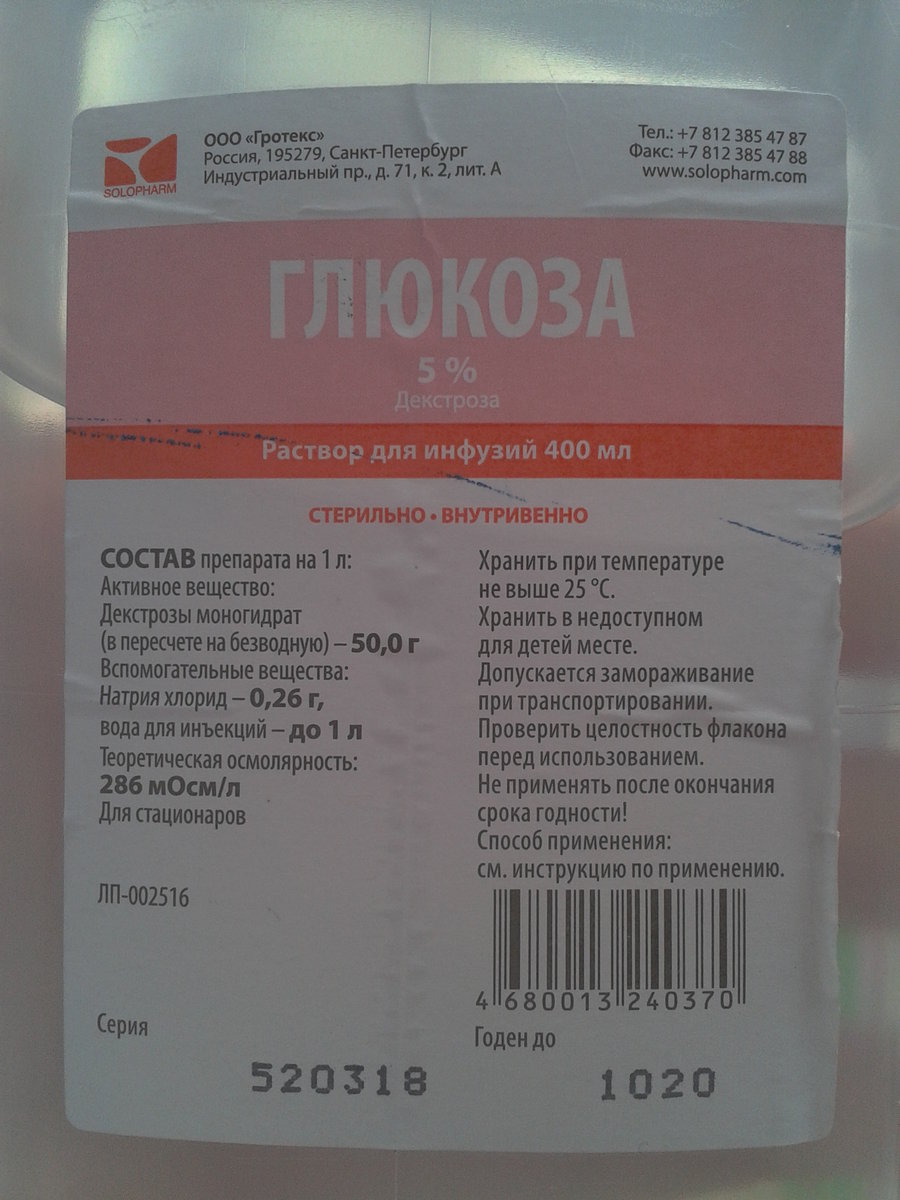 SOLOPHARM
ООО «Гротекс»
Россия, 195279, Санкт-Петербург
Индустриальный пр., д. 71, к. 2, лит. А
Тел.: +7 812 385 47 87
Факс: +7 812 385 47 88
www.solopharm.com
ГЛЮКОЗА
5 %
Декстроза
Раствор для инфузий 400 мл
СТЕРИЛЬНО • ВНУТРИВЕННО
СОСТАВ препарата на 1 л:
Активное вещество:
Декстрозы моногидрат
(в пересчете на безводную) – 50,0 г
Вспомогательные вещества:
Натрия хлорид – 0,26 г,
вода для инъекций – до 1 л
Теоретическая осмолярность:
286 мОсм/л
Для стационаров
ЛП-002516
Серия
520318
Хранить при температуре
не выше 25 °С.
Хранить в недоступном
для детей месте.
Допускается замораживание
при транспортировании.
Проверить целостность флакона
перед использованием.
Не применять после окончания
срока годности!
Способ применения:
см. инструкцию по применению.
4 680013 240370
Годен до
1020